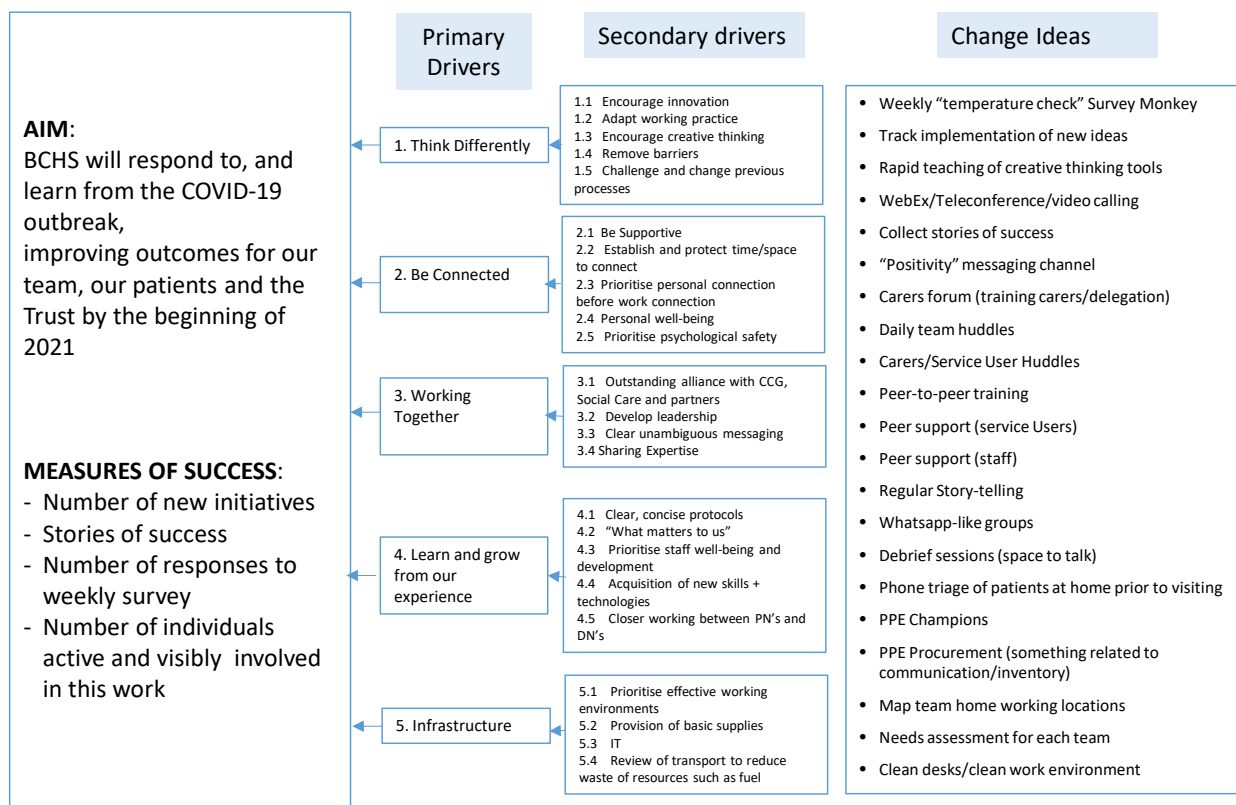 Primary
Drivers
Secondary drivers
Change Ideas
AIM:
BCHS will respond to, and
learn from the COVID-19
outbreak,
improving outcomes for our
team, our patients and the
Trust by the beginning of
2021
MEASURES OF SUCCESS:
- Number of new initiatives
- Stories of success
- Number of responses to
weekly survey
- Number of individuals
active and visibly involved
in this work
1. Think Differently
2. Be Connected
3. Working
Together
4. Learn and grow
from our
experience
5. Infrastructure
1.1 Encourage innovation
1.2 Adapt working practice
1.3 Encourage creative thinking
1.4 Remove barriers
1.5 Challenge and change previous
processes
2.1 Be Supportive
2.2 Establish and protect time/space
to connect
2.3 Prioritise personal connection
before work connection
2.4 Personal well-being
2.5 Prioritise psychological safety
3.1 Outstanding alliance with CCG,
Social Care and partners
3.2 Develop leadership
3.3 Clear unambiguous messaging
3.4 Sharing Expertise
4.1 Clear, concise protocols
4.2 “What matters to us”
4.3 Prioritise staff well-being and
development
4.4 Acquisition of new skills +
technologies
4.5 Closer working between PN’s and
DN’s
5.1 Prioritise effective working
environments
5.2 Provision of basic supplies
5.3 IT
5.4 Review of transport to reduce
waste of resources such as fuel
• Weekly “temperature check” Survey Monkey
• Track implementation of new ideas
• Rapid teaching of creative thinking tools
• WebEx/Teleconference/video calling
• Collect stories of success
• “Positivity” messaging channel
• Carers forum (training carers/delegation)
• Daily team huddles
• Carers/Service User Huddles
• Peer-to-peer training
• Peer support (service Users)
• Peer support (staff)
• Regular Story-telling
• Whatsapp-like groups
• Debrief sessions (space to talk)
• Phone triage of patients at home prior to visiting
• PPE Champions
• PPE Procurement (something related to
communication/inventory)
• Map team home working locations
• Needs assessment for each team
• Clean desks/clean work environment